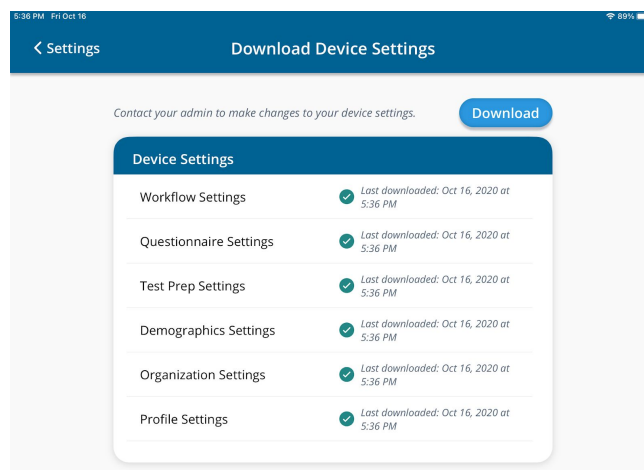 5:36 PM Fri Oct 16
89%
Settings
Download Device Settings
Contact your admin to make changes to your device settings.
Download
Device Settings
Workflow Settings
Last downloaded: Oct 16, 2020 at
5:36 PM
Questionnaire Settings
Last downloaded: Oct 16, 2020 at
5:36 PM
Test Prep Settings
Last downloaded: Oct 16, 2020 at
5:36 PM
Demographics Settings
Last downloaded: Oct 16, 2020 at
5:36 PM
Organization Settings
Last downloaded: Oct 16, 2020 at
5:36 PM
Profile Settings
Last downloaded: Oct 16, 2020 at
5:36 PM